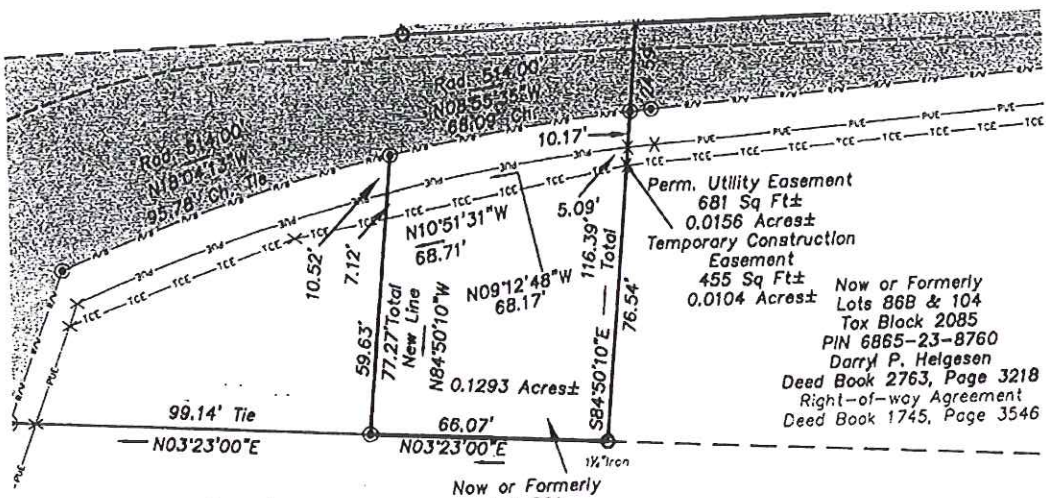 Rad. 514.00'
N08°55'35"W
68.09' Ch.
Rad. 514.00'
N18°04'13"W
95.78' Ch. Tie
10.17'
10.52'
7.12'
N10°51'31"W
68.71'
N09°12'48"W
68.17'
5.09'
116.39'
S84°50'10"E — Total
76.54'
59.63'
77.27' Total
New Line
N84°50'10"W
0.1293 Acres±
Perm. Utility Easement
681 Sq Ft±
0.0156 Acres±
Temporary Construction
Easement
455 Sq Ft±
0.0104 Acres±
Now or Formerly
Lots 86B & 104
Tax Block 2085
PIN 6865-23-8760
Darryl P. Helgesen
Deed Book 2763, Page 3218
Right-of-way Agreement
Deed Book 1745, Page 3546
99.14' Tie
N03°23'00"E
66.07'
N03°23'00"E
1¼" Iron
Now or Formerly
R/W
PUE
TCE